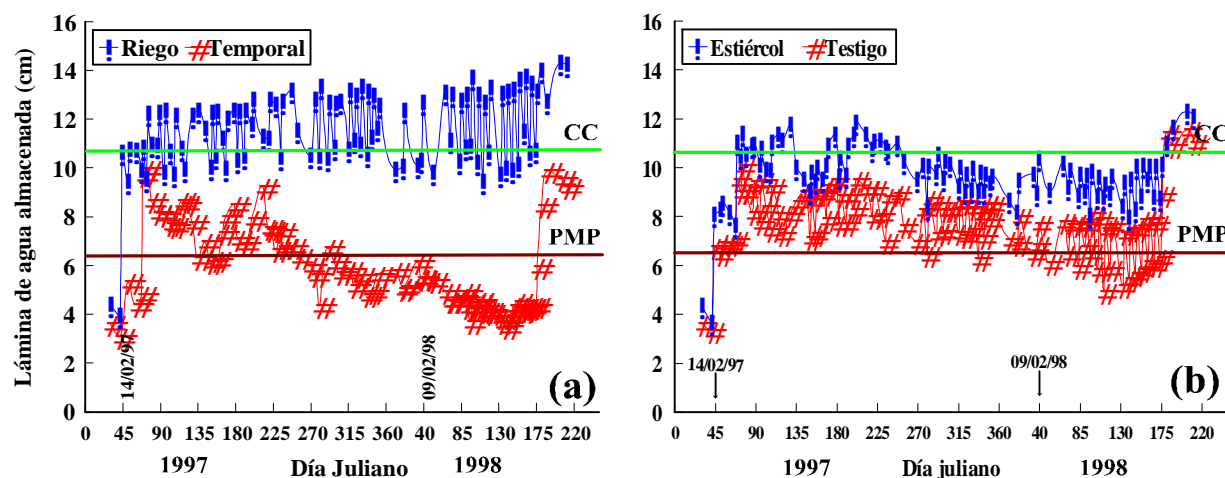 Lámina de agua almacenada (cm)
16
14
12
10
8
6
4
2
0
Riego
Temporal
CC
PMP
14/02/97
09/02/98
(a)
0 45 90 135 180 225 270 315 360 40 85 130 175 220
1997 Día Juliano 1998
16
14
12
10
8
6
4
2
0
Estiércol
Testigo
CC
PMP
14/02/97
09/02/98
(b)
0 45 90 135 180 225 270 315 360 40 85 130 175 220
1997 Día juliano 1998